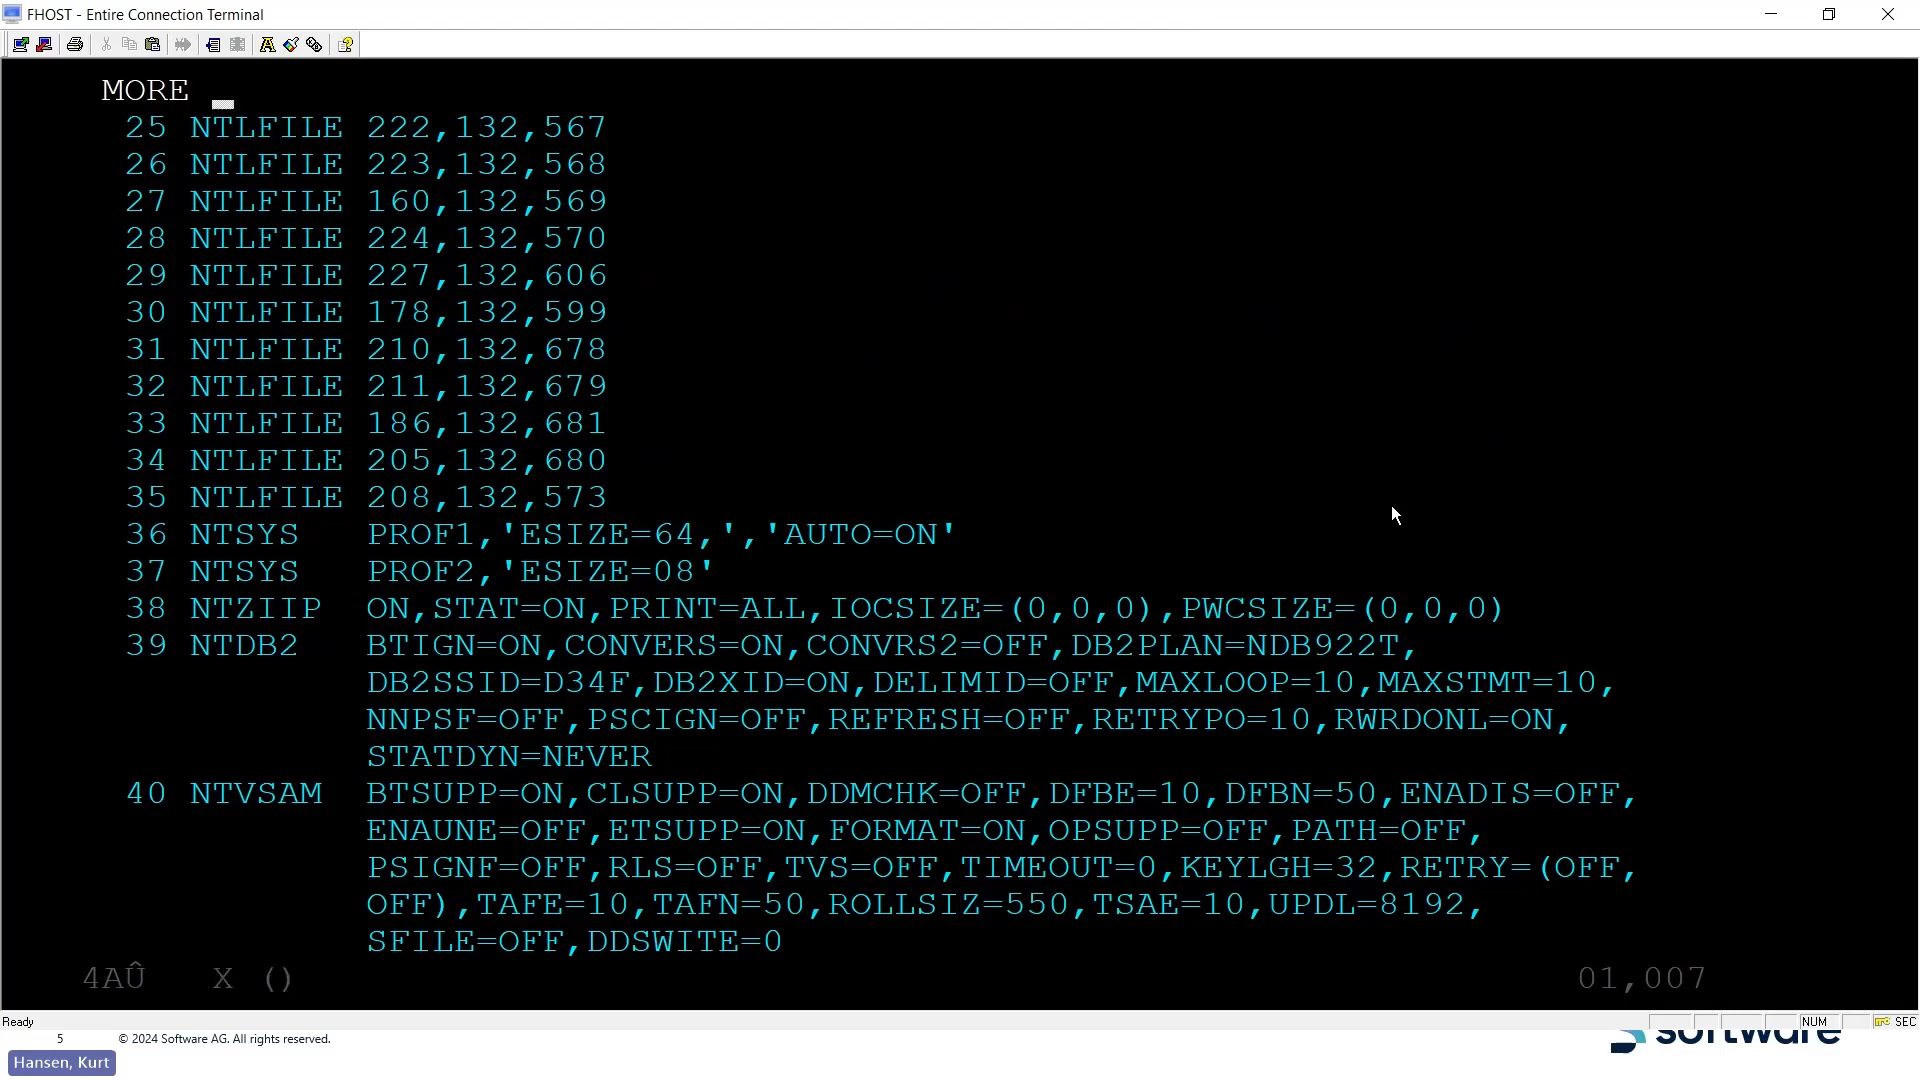 FHOST - Entire Connection Terminal
MORE
25 NTLFILE 222,132,567
26 NTLFILE 223,132,568
27 NTLFILE 160,132,569
28 NTLFILE 224,132,570
29 NTLFILE 227,132,606
30 NTLFILE 178,132,599
31 NTLFILE 210,132,678
32 NTLFILE 211,132,679
33 NTLFILE 186,132,681
34 NTLFILE 205,132,680
35 NTLFILE 208,132,573
36 NTSYS PROF1,'ESIZE=64,','AUTO=ON'
37 NTSYS PROF2,'ESIZE=08'
38 NTZIIP ON,STAT=ON,PRINT=ALL,IOCSIZE=(0,0,0),PWCSIZE=(0,0,0)
39 NTDB2 BTIGN=ON,CONVERS=ON,CONVRS2=OFF,DB2PLAN=NDB922T,
DB2SSID=D34F,DB2XID=ON,DELIMID=OFF,MAXLOOP=10,MAXSTMT=10,
NNPSF=OFF,PSCIGN=OFF,REFRESH=OFF,RETRYPO=10,RWRDONL=ON,
STATDYN=NEVER
40 NTVSAM BTSUPP=ON,CLSUPP=ON,DDMCHK=OFF,DFBE=10,DFBN=50,ENADIS=OFF,
ENAUNE=OFF,ETSUPP=ON,FORMAT=ON,OPSUPP=OFF,PATH=OFF,
PSIGNF=OFF,RLS=OFF,TVS=OFF,TIMEOUT=0,KEYLGH=32,RETRY=(OFF,
OFF),TAFE=10,TAFN=50,ROLLSIZ=550,TSAE=10,UPDL=8192,
SFILE=OFF,DDSWITE=0
4AÛ X () 01,007
Ready NUM SEC
5 © 2024 Software AG. All rights reserved. software
Hansen, Kurt